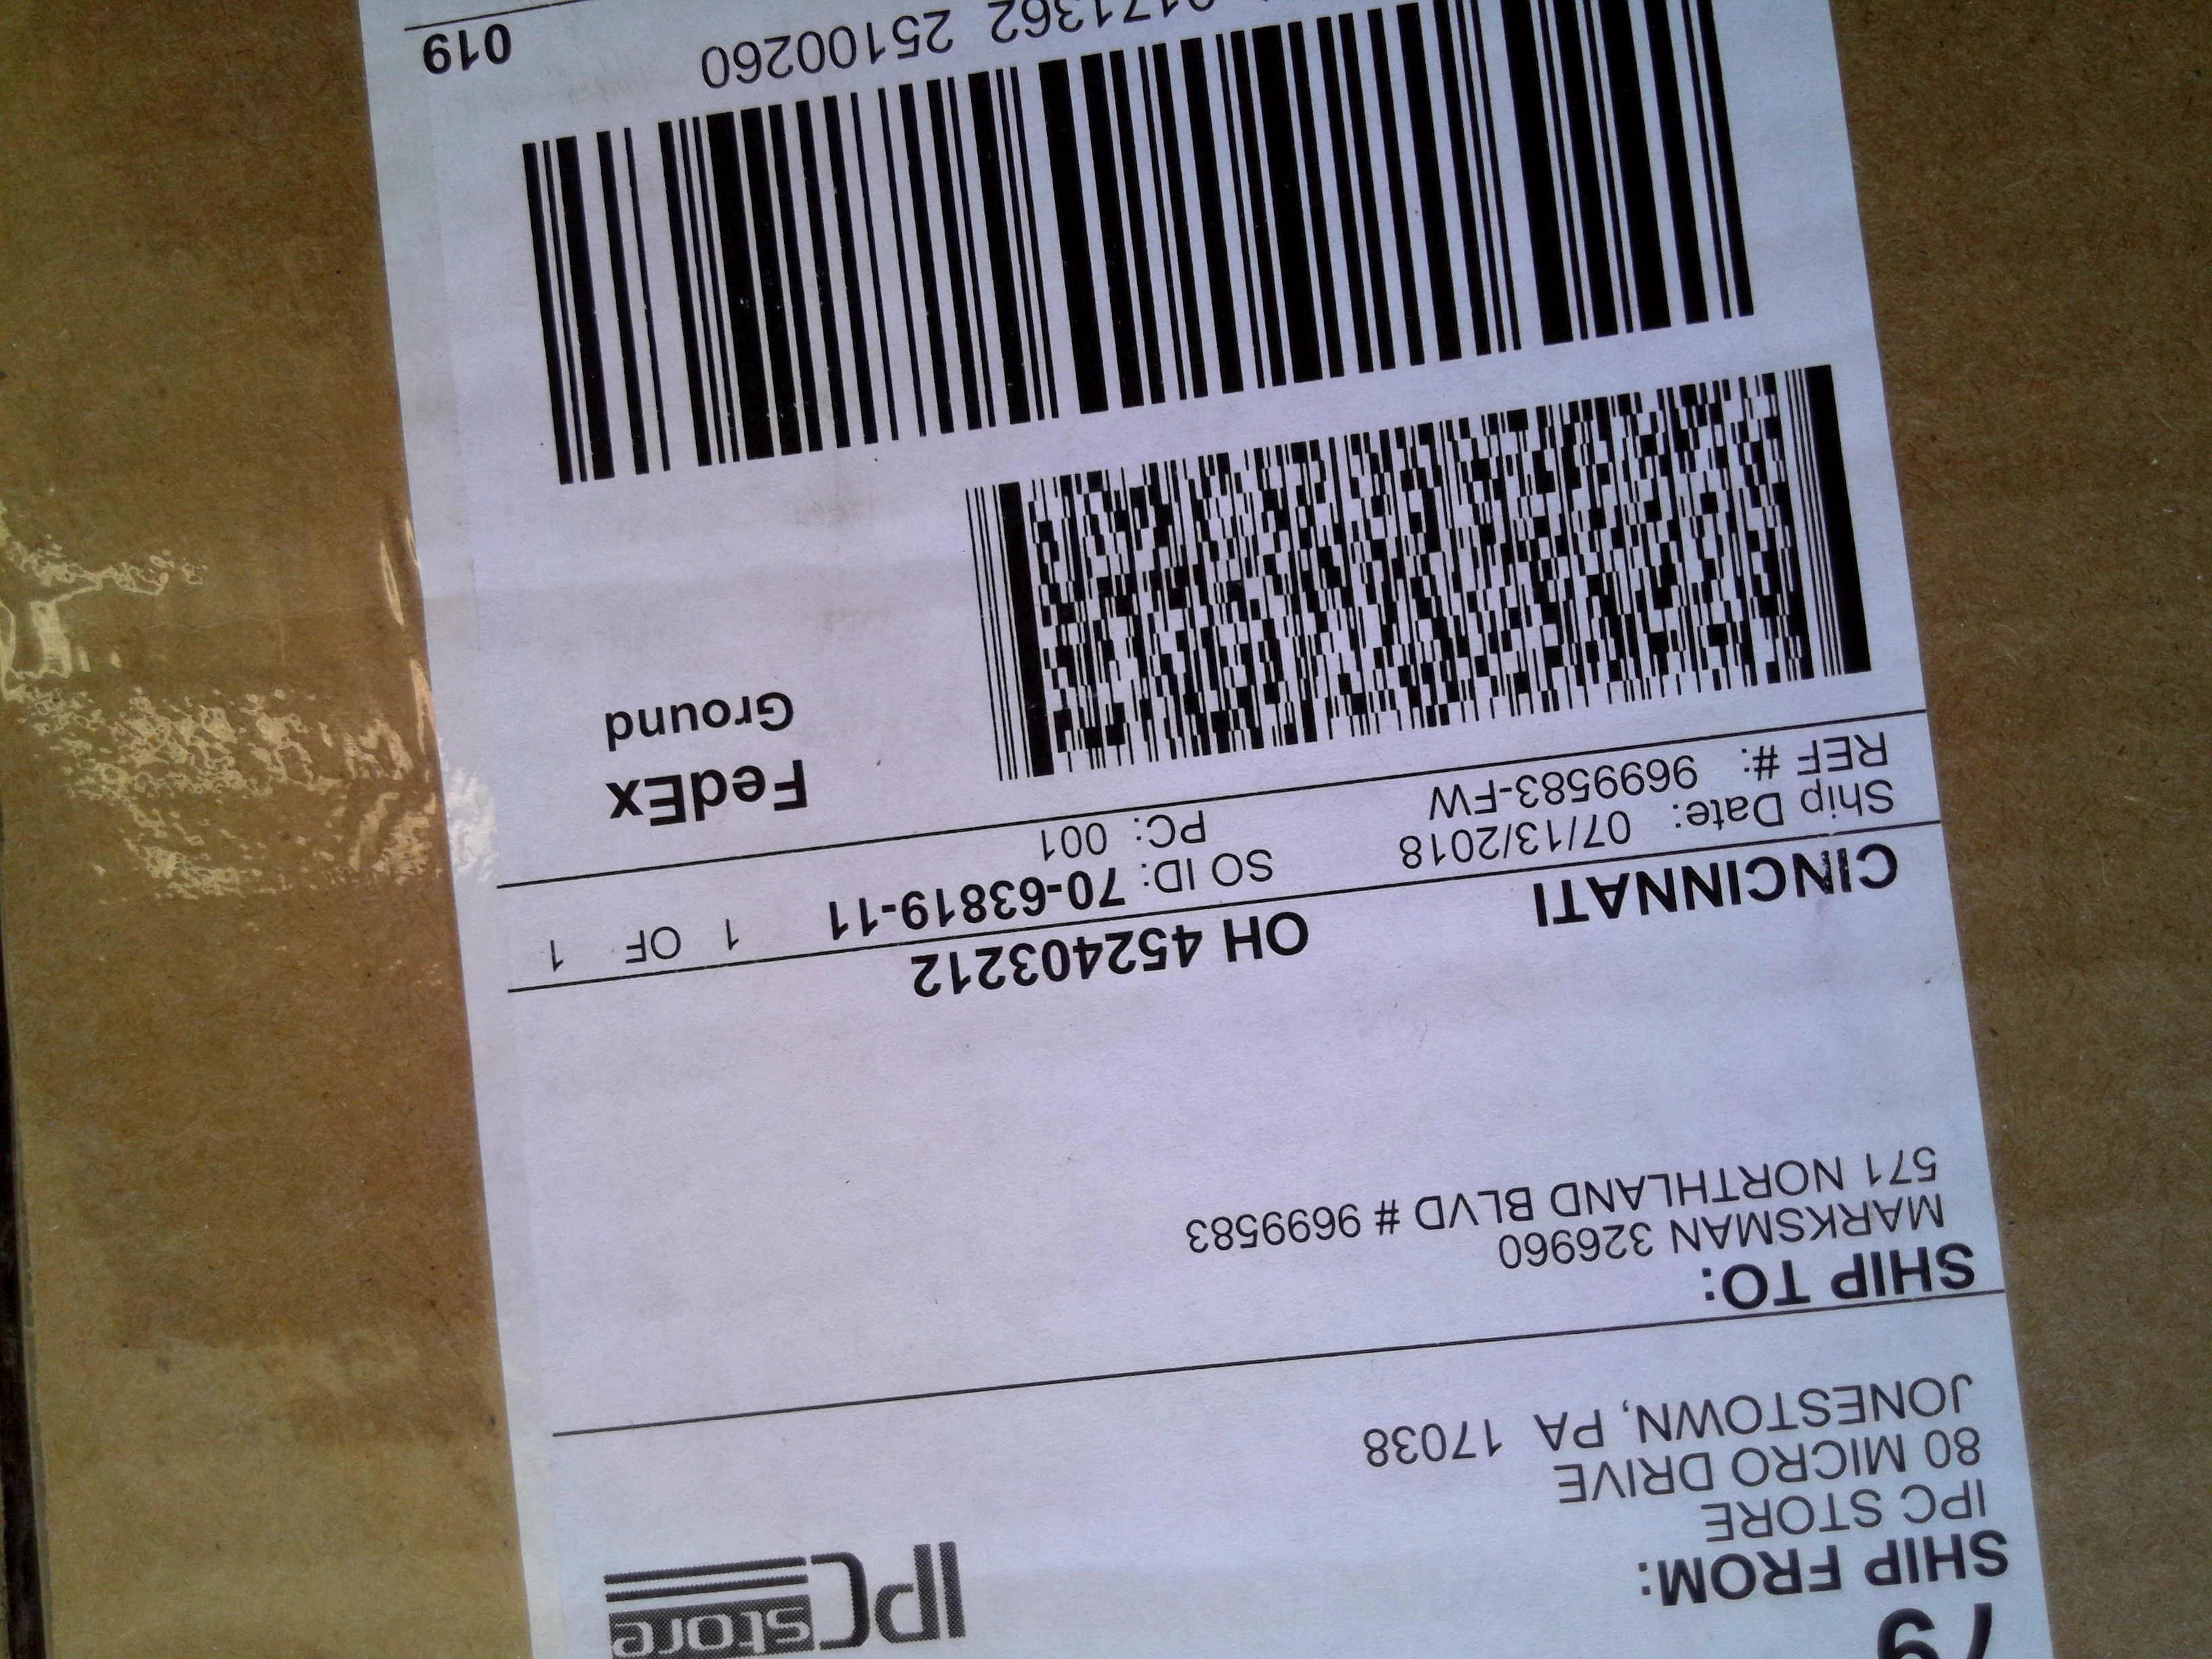 79
IPC store
SHIP FROM:
IPC STORE
80 MICRO DRIVE
JONESTOWN, PA 17038
SHIP TO:
MARKSMAN 326960
571 NORTHLAND BLVD # 9699583
CINCINNATI OH 452403212
Ship Date: 07/13/2018 SO ID: 70-63819-11 1 OF 1
REF #: 9699583-FW PC: 001
FedEx
Ground
25100260
019